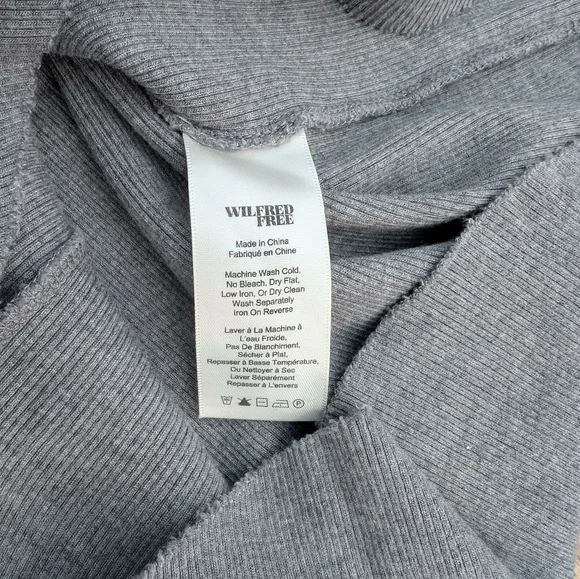 WILFRED
FREE
Made in China
Fabriqué en Chine
Machine Wash Cold,
No Bleach, Dry Flat,
Low Iron, Or Dry Clean
Wash Separately
Iron On Reverse
Laver à La Machine à
L'eau Froide,
Pas De Blanchiment,
Sécher à Plat,
Repasser à Basse Température,
Ou Nettoyer à Sec
Laver Séparément
Repasser à L'envers
P